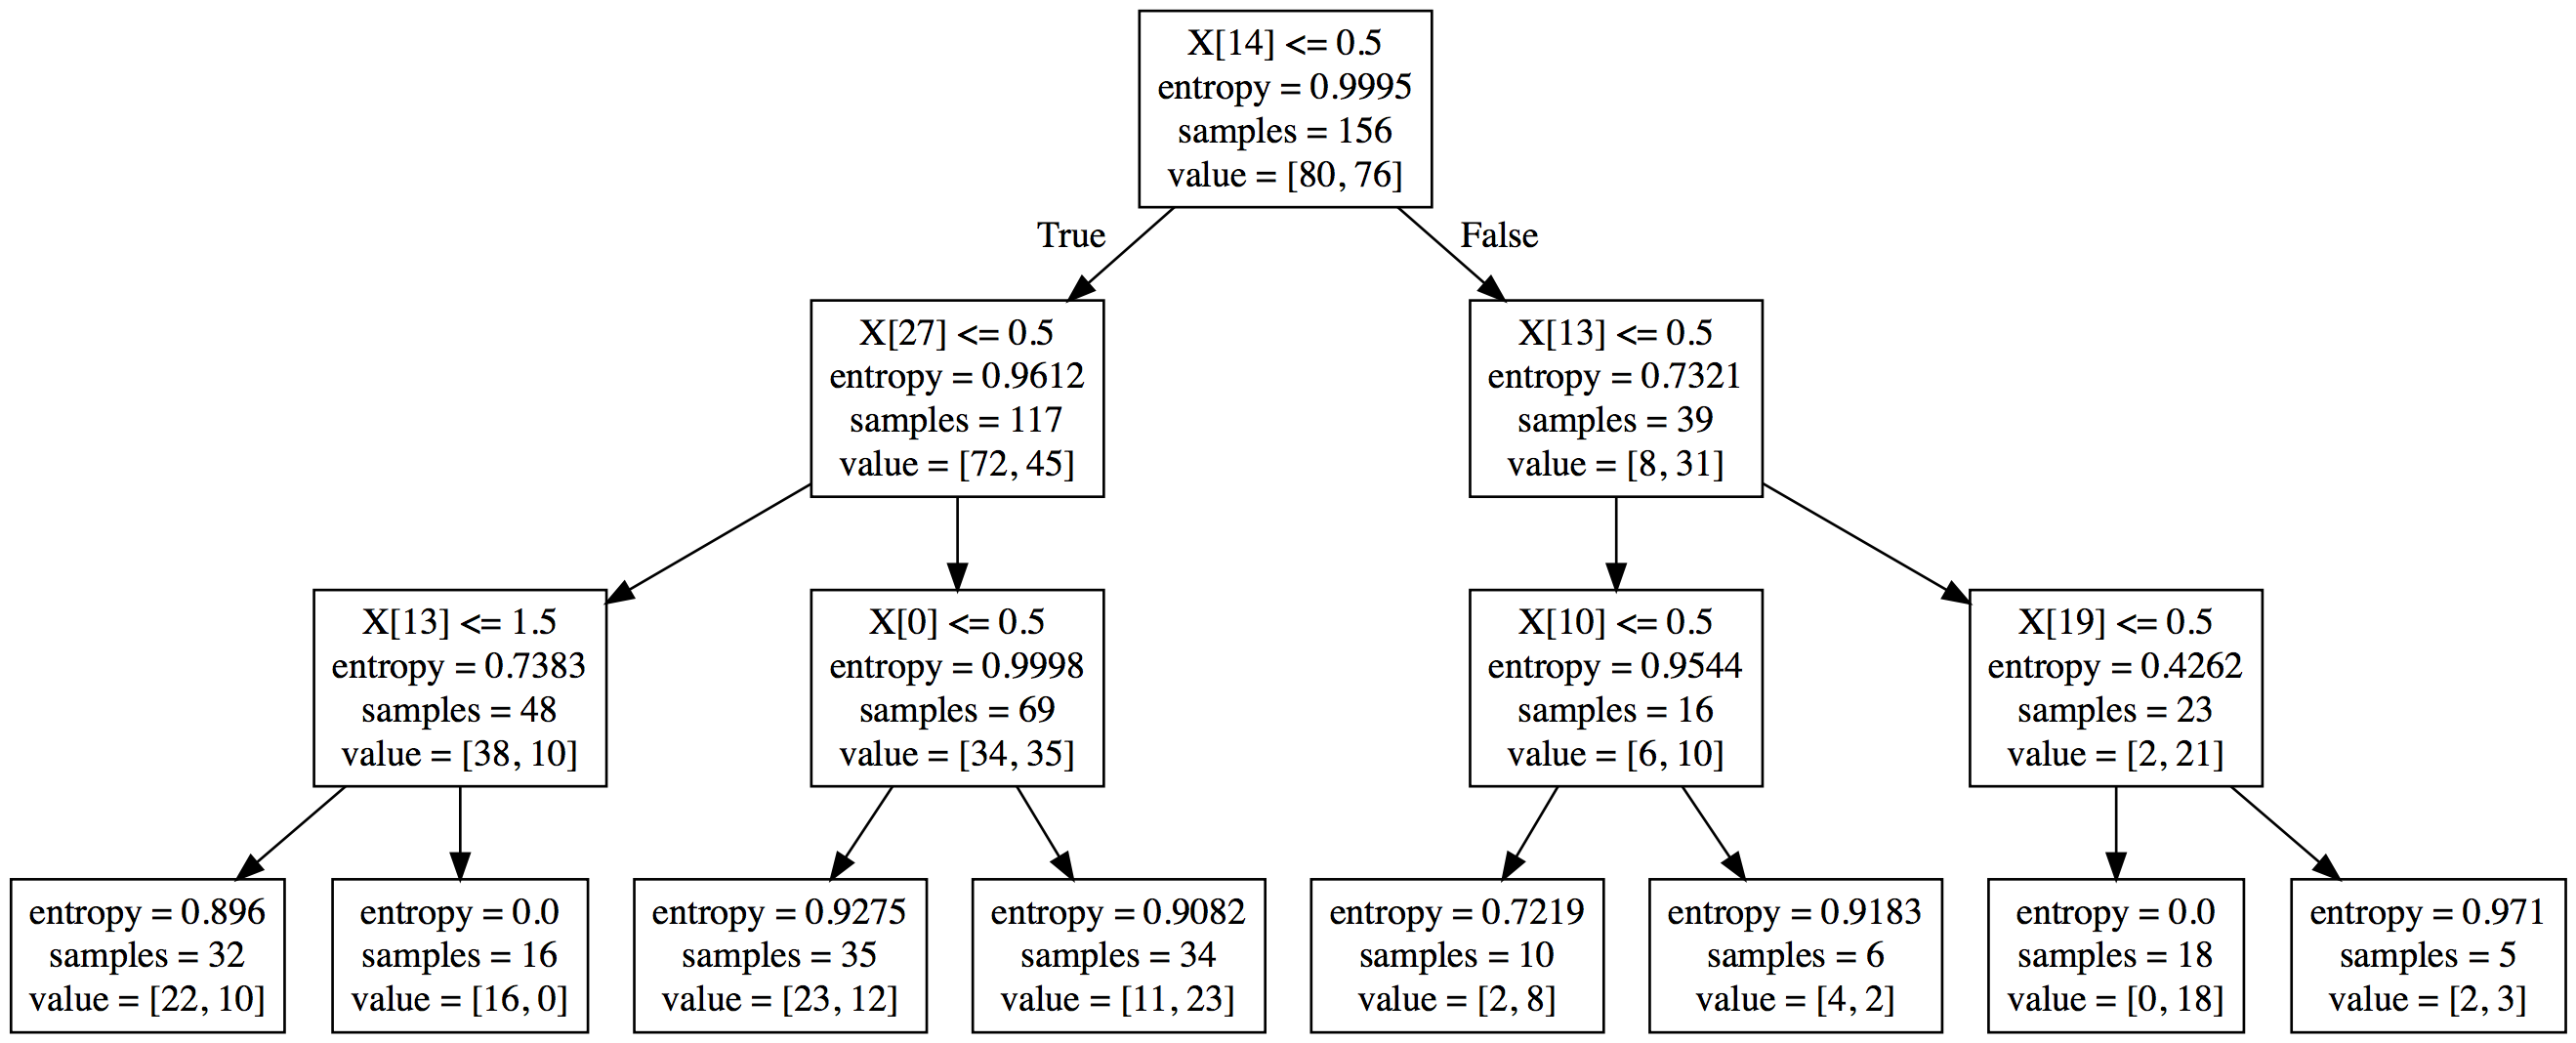 X[14] <= 0.5
entropy = 0.9995
samples = 156
value = [80, 76]
True
False
X[27] <= 0.5
entropy = 0.9612
samples = 117
value = [72, 45]
X[13] <= 0.5
entropy = 0.7321
samples = 39
value = [8, 31]
X[13] <= 1.5
entropy = 0.7383
samples = 48
value = [38, 10]
X[0] <= 0.5
entropy = 0.9998
samples = 69
value = [34, 35]
X[10] <= 0.5
entropy = 0.9544
samples = 16
value = [6, 10]
X[19] <= 0.5
entropy = 0.4262
samples = 23
value = [2, 21]
entropy = 0.896
samples = 32
value = [22, 10]
entropy = 0.0
samples = 16
value = [16, 0]
entropy = 0.9275
samples = 35
value = [23, 12]
entropy = 0.9082
samples = 34
value = [11, 23]
entropy = 0.7219
samples = 10
value = [2, 8]
entropy = 0.9183
samples = 6
value = [4, 2]
entropy = 0.0
samples = 18
value = [0, 18]
entropy = 0.971
samples = 5
value = [2, 3]